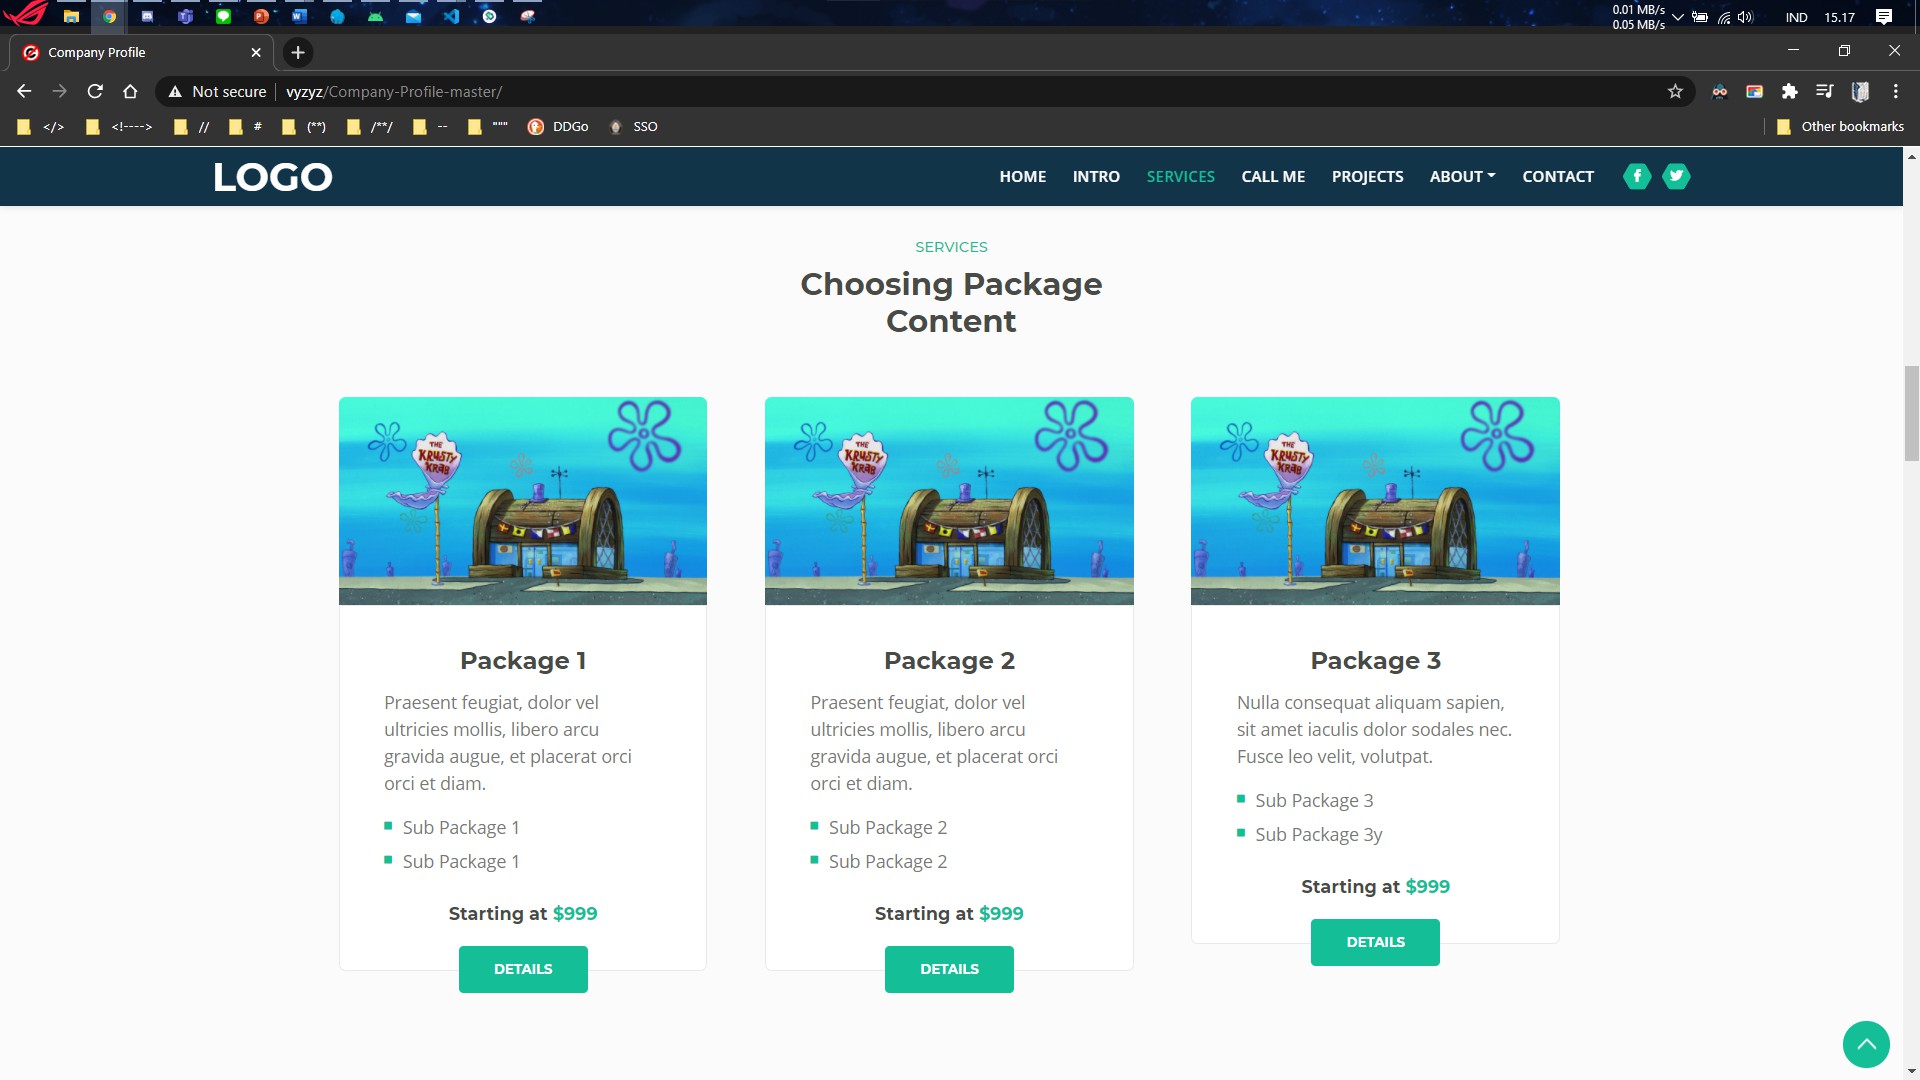 0.01 MB/s
0.05 MB/s
IND
15.17
Company Profile
Not secure
vyzyz/Company-Profile-master/
</>
<!---->
//
#
(**)
/**/
--
"""
DDGo
SSO
Other bookmarks
LOGO
HOME
INTRO
SERVICES
CALL ME
PROJECTS
ABOUT
CONTACT
SERVICES
Choosing Package
Content
THE
KRUSTY
KRAB
THE
KRUSTY
KRAB
THE
KRUSTY
KRAB
Package 1
Praesent feugiat, dolor vel
ultricies mollis, libero arcu
gravida augue, et placerat orci
orci et diam.
Sub Package 1
Sub Package 1
Starting at $999
DETAILS
Package 2
Praesent feugiat, dolor vel
ultricies mollis, libero arcu
gravida augue, et placerat orci
orci et diam.
Sub Package 2
Sub Package 2
Starting at $999
DETAILS
Package 3
Nulla consequat aliquam sapien,
sit amet iaculis dolor sodales nec.
Fusce leo velit, volutpat.
Sub Package 3
Sub Package 3y
Starting at $999
DETAILS